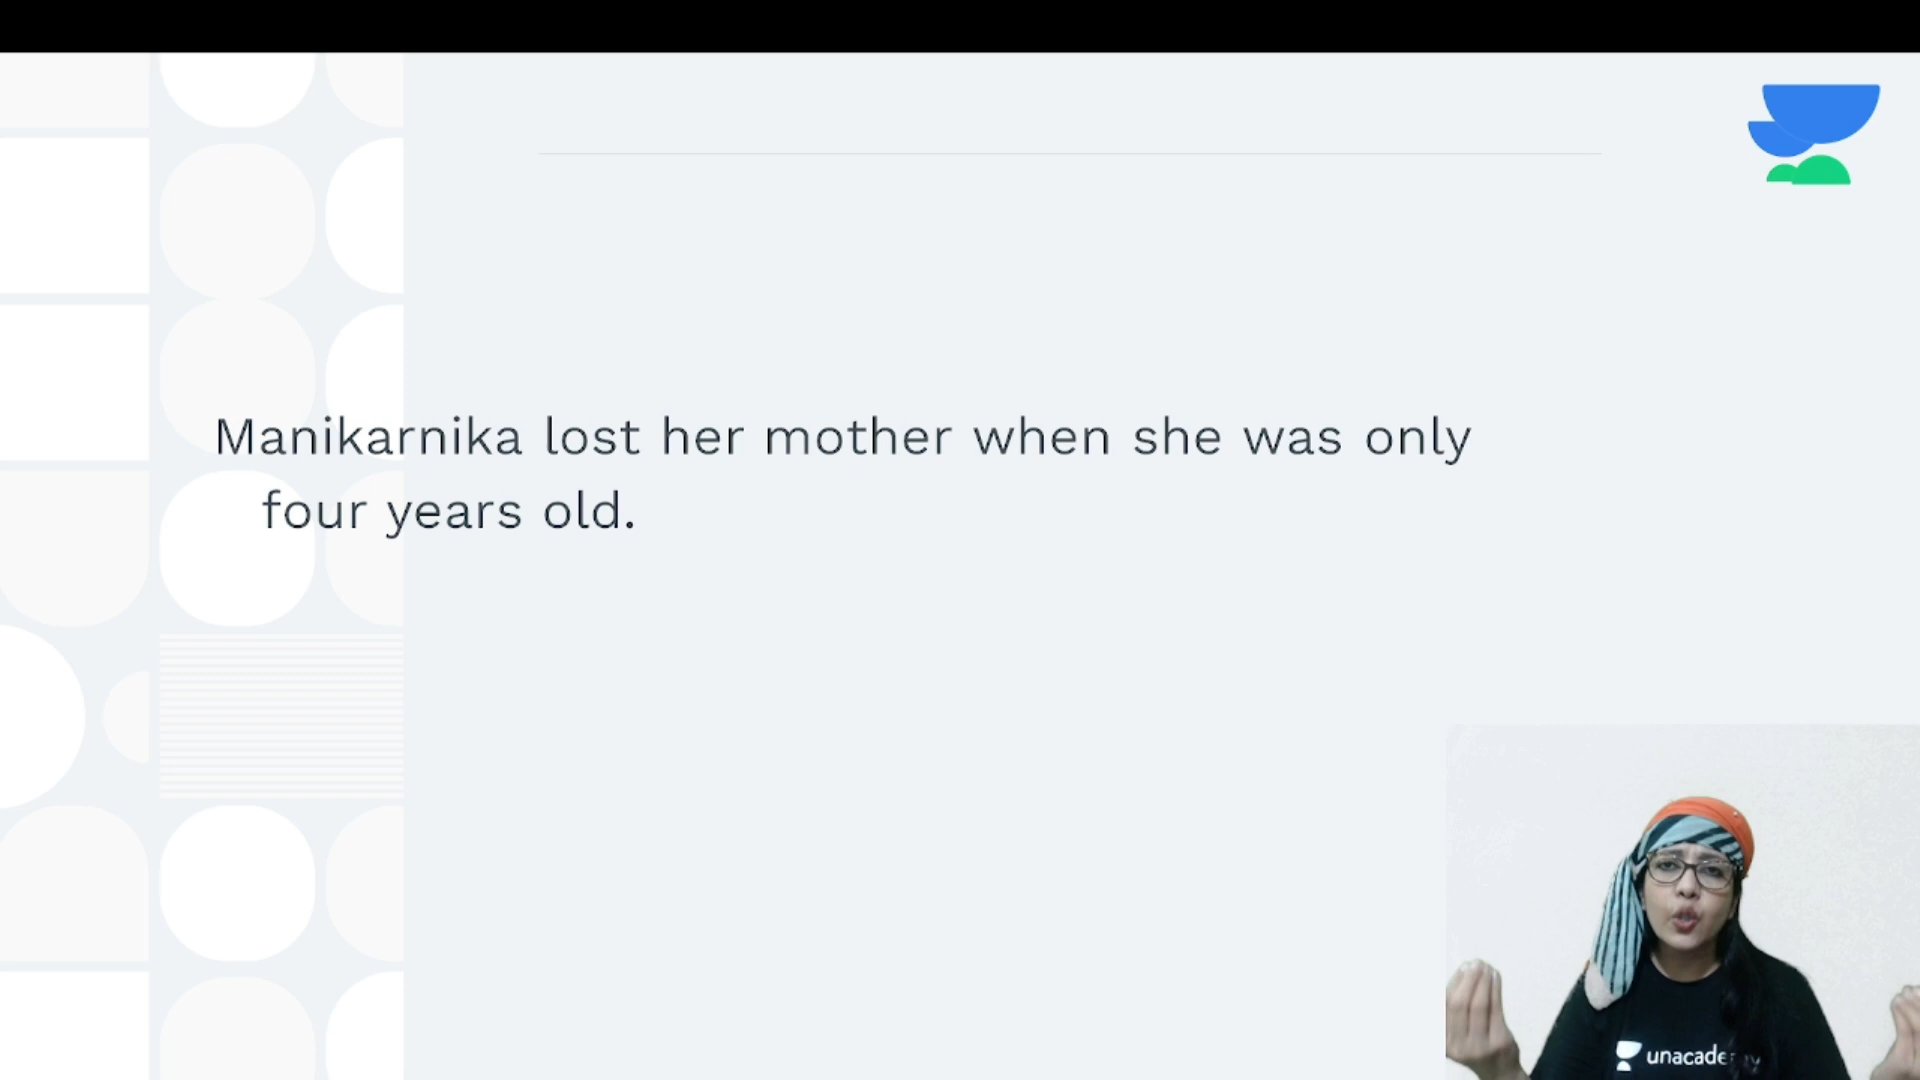 Manikarnika lost her mother when she was only
four years old.